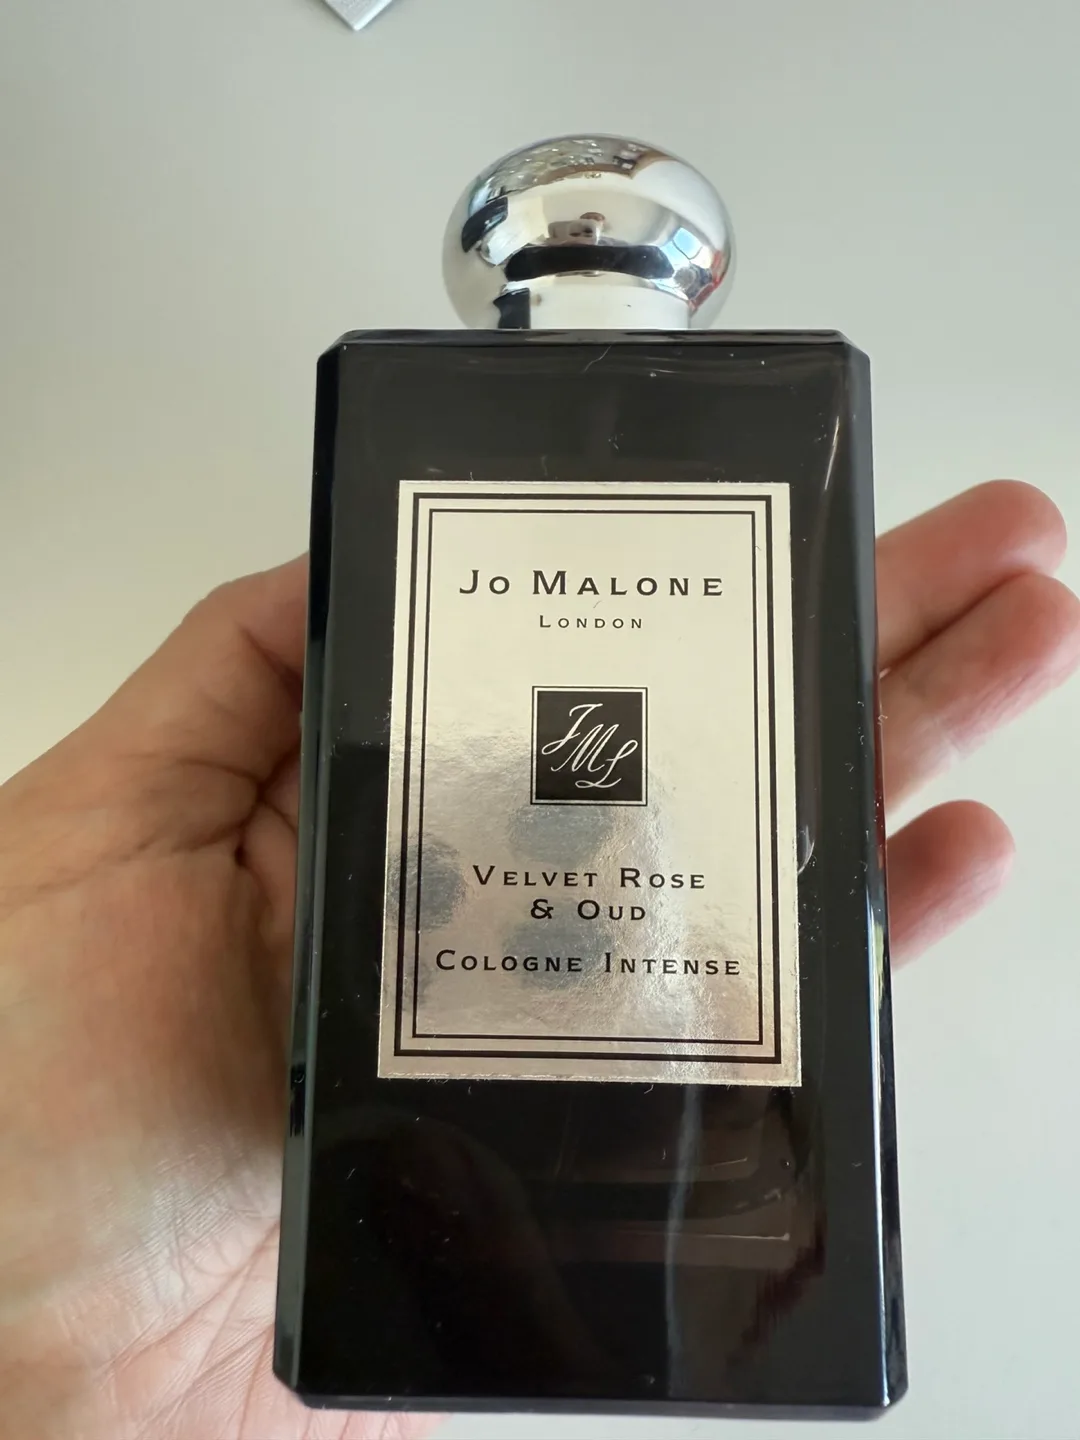 Jo Malone
London
JML
Velvet Rose
& Oud
Cologne Intense